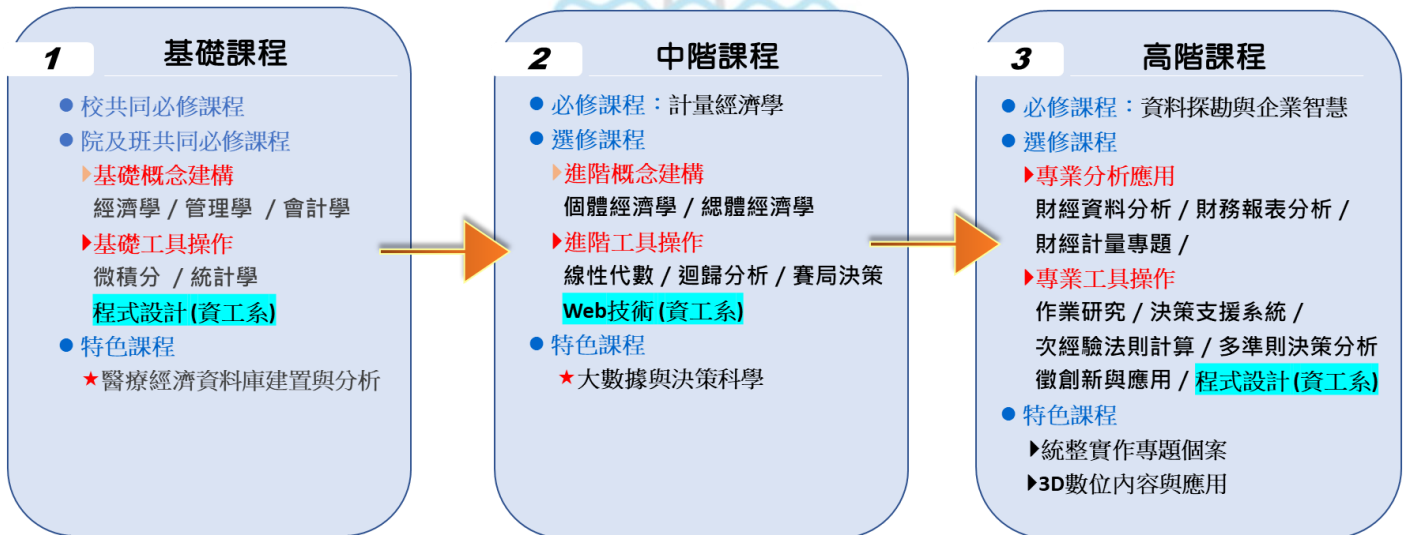 1 基礎課程
校共同必修課程
院及班共同必修課程
基礎概念建構
經濟學 / 管理學 / 會計學
基礎工具操作
微積分 / 統計學
程式設計(資工系)
特色課程
★醫療經濟資料庫建置與分析
2 中階課程
必修課程：計量經濟學
選修課程
進階概念建構
個體經濟學 / 總體經濟學
進階工具操作
線性代數 / 迴歸分析 / 賽局決策
Web技術(資工系)
特色課程
★大數據與決策科學
3 高階課程
必修課程：資料探勘與企業智慧
選修課程
專業分析應用
財經資料分析 / 財務報表分析 /
財經計量專題 /
專業工具操作
作業研究 / 決策支援系統 /
次經驗法則計算 / 多準則決策分析
徵創新與應用 / 程式設計(資工系)
特色課程
統整實作專題個案
3D數位內容與應用